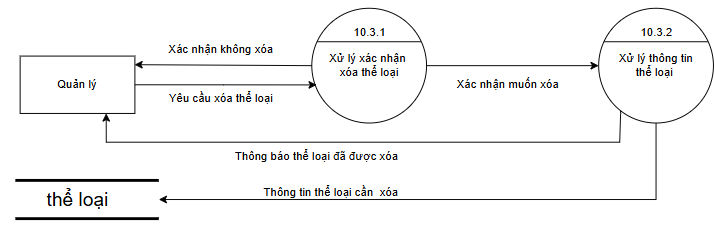 10.3.1
Xử lý xác nhận
xóa thể loại
10.3.2
Xử lý thông tin
thể loại
Xác nhận không xóa
Quản lý
Yêu cầu xóa thể loại
Xác nhận muốn xóa
Thông báo thể loại đã được xóa
thể loại
Thông tin thể loại cần xóa